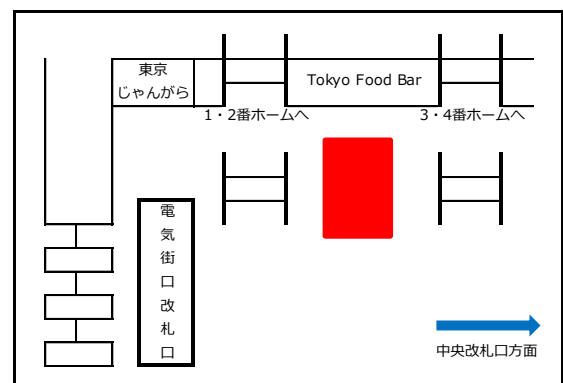 東京
じゃんがら
Tokyo Food Bar
1・2番ホームへ
3・4番ホームへ
電気街口改札口
中央改札口方面